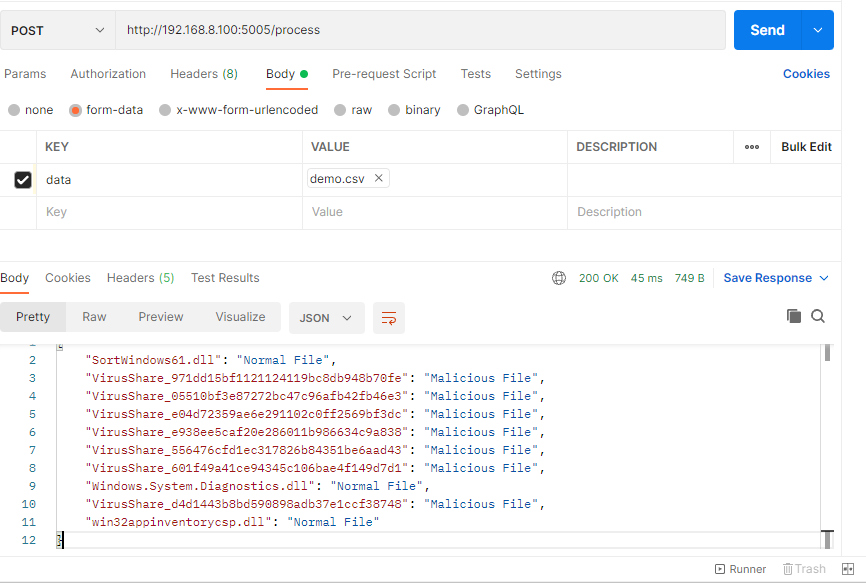 POST http://192.168.8.100:5005/process Send
Params Authorization Headers (8) Body Pre-request Script Tests Settings Cookies
none form-data x-www-form-urlencoded raw binary GraphQL
KEY VALUE DESCRIPTION ••• Bulk Edit
data demo.csv ×
Key Value Description
Body Cookies Headers (5) Test Results 200 OK 45 ms 749 B Save Response
Pretty Raw Preview Visualize JSON
1 {
2 "SortWindows61.dll": "Normal File",
3 "VirusShare_971dd15bf1121124119bc8db948b70fe": "Malicious File",
4 "VirusShare_05510bf3e87272bc47c96afb42fb46e3": "Malicious File",
5 "VirusShare_e04d72359ae6e291102c0ff2569bf3dc": "Malicious File",
6 "VirusShare_e938ee5caf20e286011b986634c9a838": "Malicious File",
7 "VirusShare_556476cfd1ec317826b84351be6aad43": "Malicious File",
8 "VirusShare_601f49a41ce94345c106bae4f149d7d1": "Malicious File",
9 "Windows.System.Diagnostics.dll": "Normal File",
10 "VirusShare_d4d1443b8bd590898adb37e1ccf38748": "Malicious File",
11 "win32appinventorycsp.dll": "Normal File"
12 }
Runner Trash